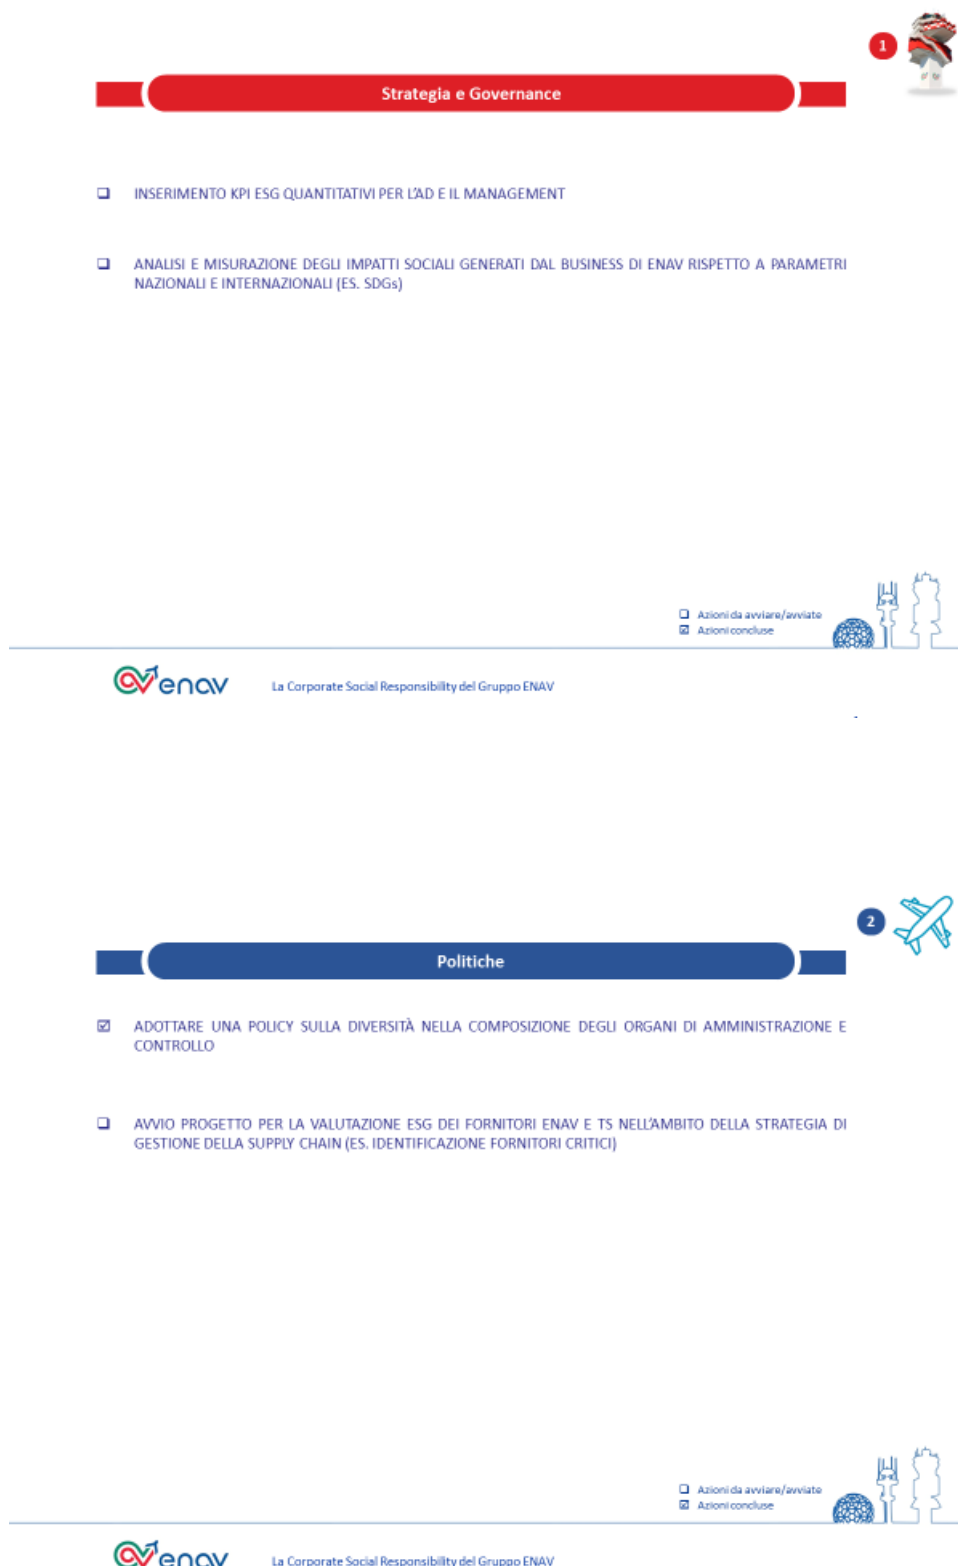 1
Strategia e Governance
❑ INSERIMENTO KPI ESG QUANTITATIVI PER L'AD E IL MANAGEMENT
❑ ANALISI E MISURAZIONE DEGLI IMPATTI SOCIALI GENERATI DAL BUSINESS DI ENAV RISPETTO A PARAMETRI
NAZIONALI E INTERNAZIONALI (ES. SDGs)
❑ Azioni da avviare/avviate
☑ Azioni concluse
enav
La Corporate Social Responsibility del Gruppo ENAV
2
Politiche
☑ ADOTTARE UNA POLICY SULLA DIVERSITÀ NELLA COMPOSIZIONE DEGLI ORGANI DI AMMINISTRAZIONE E
CONTROLLO
❑ AVVIO PROGETTO PER LA VALUTAZIONE ESG DEI FORNITORI ENAV E TS NELL'AMBITO DELLA STRATEGIA DI
GESTIONE DELLA SUPPLY CHAIN (ES. IDENTIFICAZIONE FORNITORI CRITICI)
❑ Azioni da avviare/avviate
☑ Azioni concluse
enav
La Corporate Social Responsibility del Gruppo ENAV